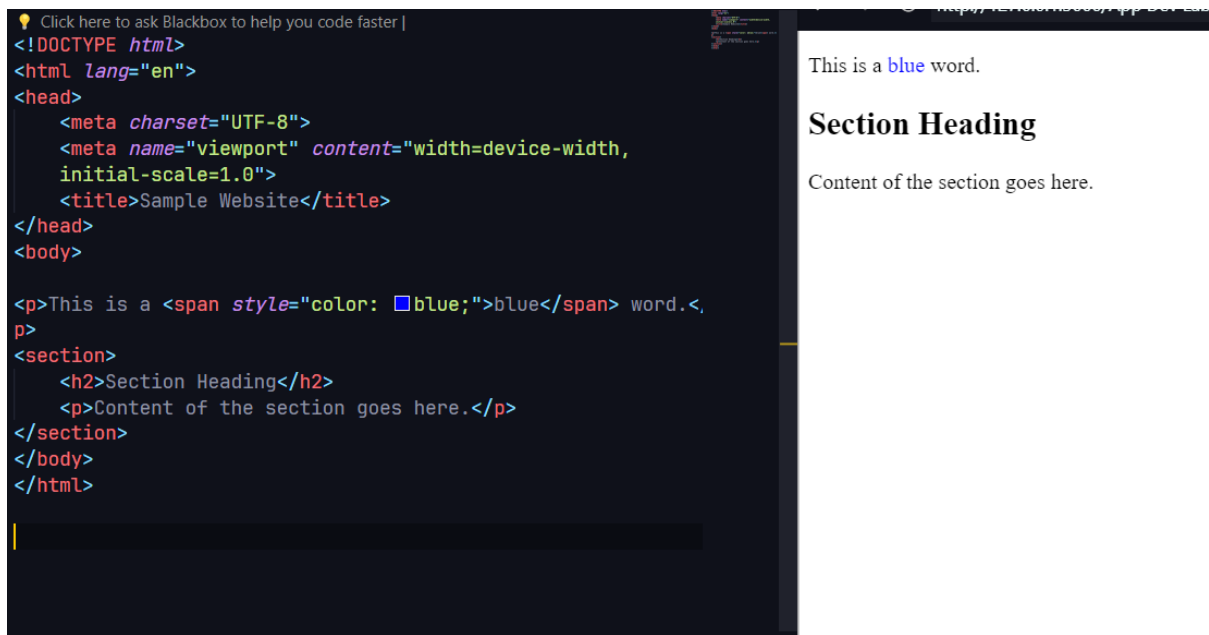 Click here to ask Blackbox to help you code faster |
<!DOCTYPE html>
<html lang="en">
<head>
    <meta charset="UTF-8">
    <meta name="viewport" content="width=device-width,
    initial-scale=1.0">
    <title>Sample Website</title>
</head>
<body>
<p>This is a <span style="color: blue;">blue</span> word.</
p>
<section>
    <h2>Section Heading</h2>
    <p>Content of the section goes here.</p>
</section>
</body>
</html>
This is a blue word.
Section Heading
Content of the section goes here.